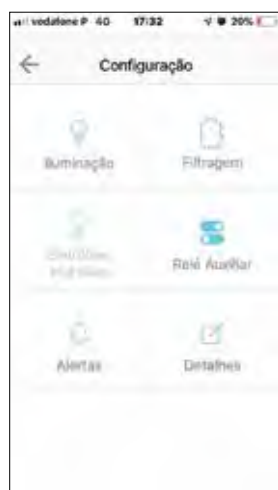 vodafone P 4G 17:32 20%
Configuração
Iluminação Filtragem
Relé Auxiliar
Alertas Detalhes